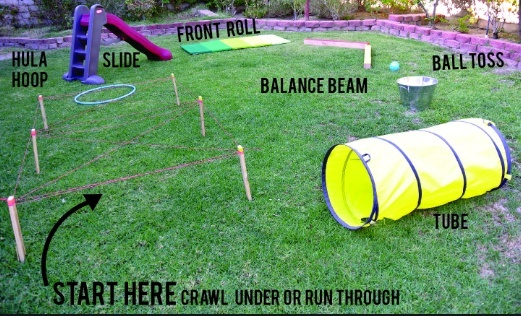 FRONT ROLL
HULA
HOOP
SLIDE
BALL TOSS
BALANCE BEAM
TUBE
START HERE CRAWL UNDER OR RUN THROUGH